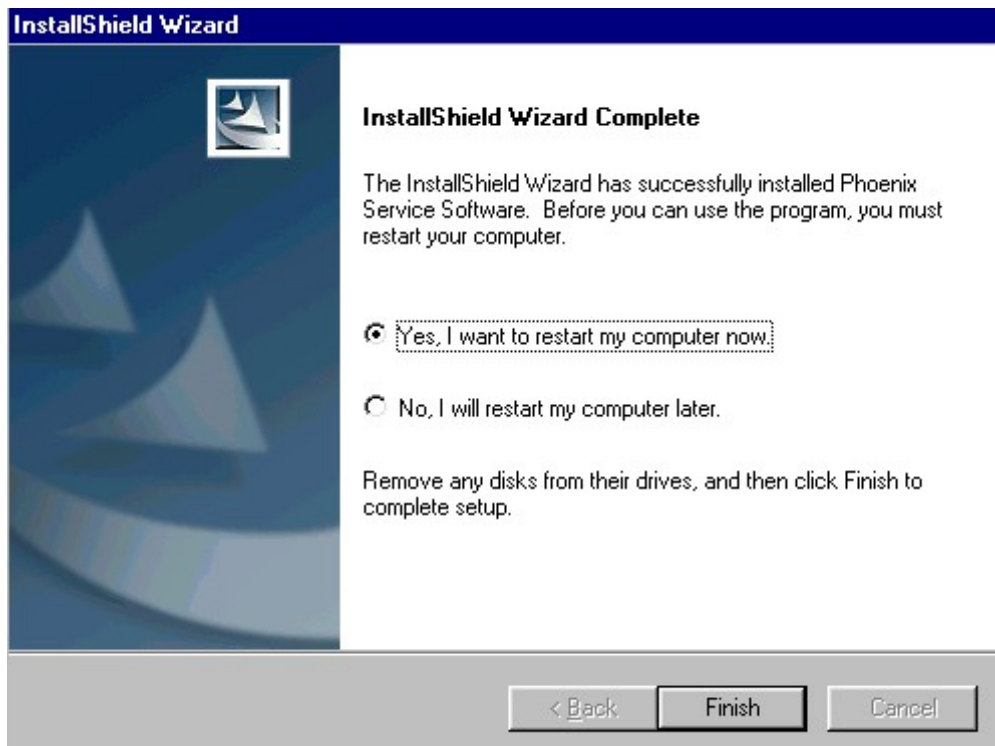 InstallShield Wizard
InstallShield Wizard Complete
The InstallShield Wizard has successfully installed Phoenix
Service Software.  Before you can use the program, you must
restart your computer.
Yes, I want to restart my computer now.
No, I will restart my computer later.
Remove any disks from their drives, and then click Finish to
complete setup.
< Back
Finish
Cancel